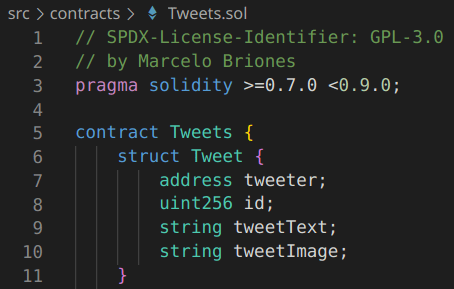 src > contracts > Tweets.sol
1 // SPDX-License-Identifier: GPL-3.0
2 // by Marcelo Briones
3 pragma solidity >=0.7.0 <0.9.0;
4
5 contract Tweets {
6 struct Tweet {
7 address tweeter;
8 uint256 id;
9 string tweetText;
10 string tweetImage;
11 }